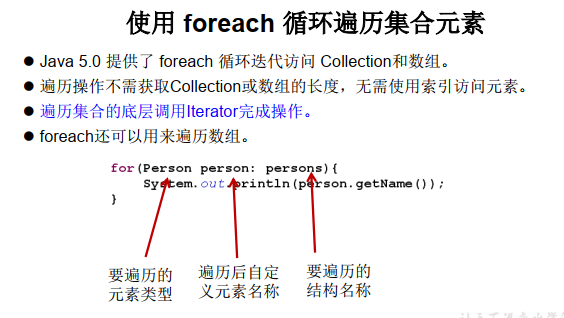 使用 foreach 循环遍历集合元素
● Java 5.0 提供了 foreach 循环迭代访问 Collection和数组。
● 遍历操作不需获取Collection或数组的长度，无需使用索引访问元素。
● 遍历集合的底层调用Iterator完成操作。
● foreach还可以用来遍历数组。
for(Person person: persons){
System.out.println(person.getName());
}
要遍历的
元素类型
遍历后自定
义元素名称
要遍历的
结构名称